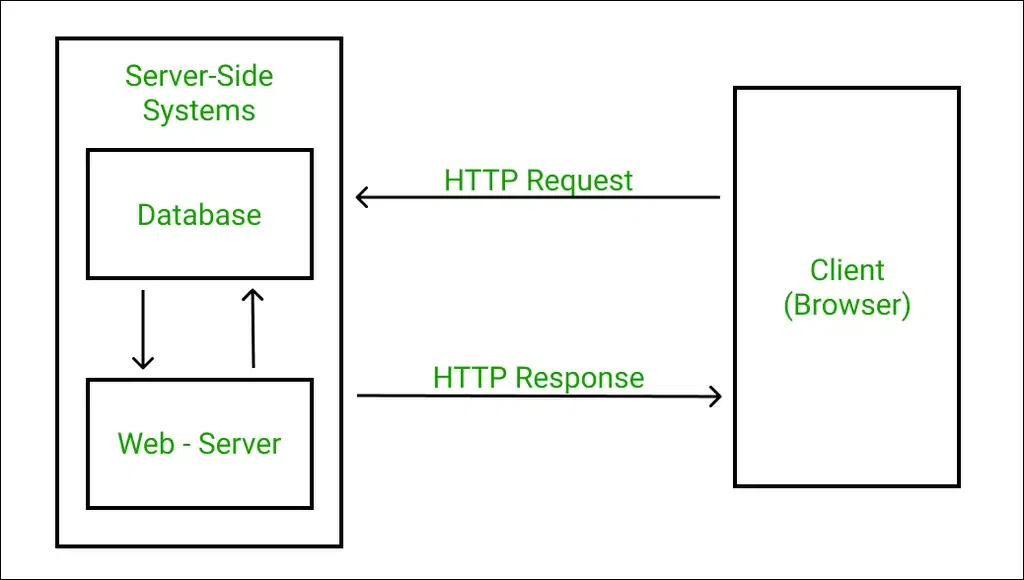 Server-Side
Systems
Database
Web - Server
HTTP Request
HTTP Response
Client
(Browser)